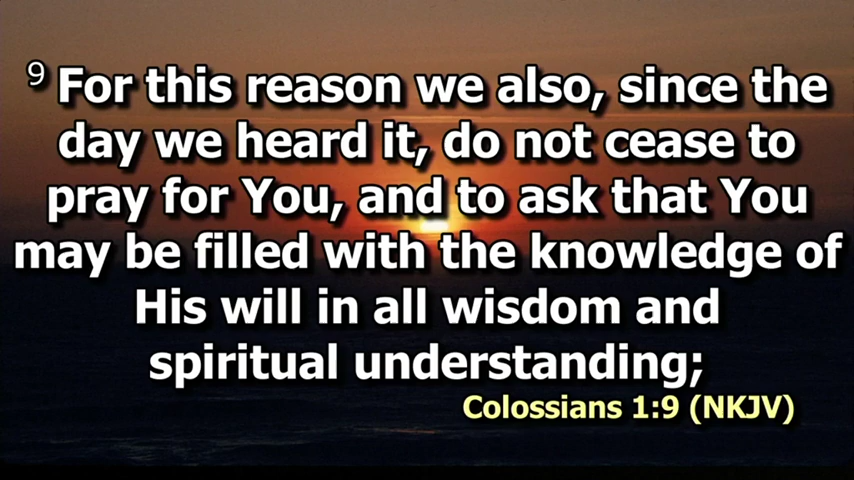 9 For this reason we also, since the
day we heard it, do not cease to
pray for You, and to ask that You
may be filled with the knowledge of
His will in all wisdom and
spiritual understanding;
Colossians 1:9 (NKJV)